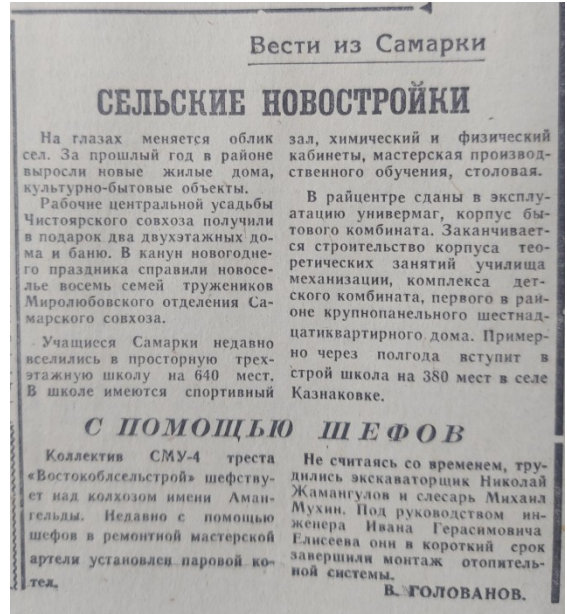 Вести из Самарки
СЕЛЬСКИЕ НОВОСТРОЙКИ
На глазах меняется облик
сел. За прошлый год в районе
выросли новые жилые дома,
культурно-бытовые объекты.
Рабочие центральной усадьбы
Чистоярского совхоза получили
в подарок два двухэтажных до-
ма и баню. В канун новогодне-
го праздника справили новосе-
лье восемь семей тружеников
Миролюбовского отделения Са-
марского совхоза.
Учащиеся Самарки недавно
вселились в просторную трех-
этажную школу на 640 мест.
В школе имеются спортивный
зал, химический и физический
кабинеты, мастерская производ-
ственного обучения, столовая.
В райцентре сданы в эксплу-
атацию универмаг, корпус бы-
тового комбината. Заканчивает-
ся строительство корпуса тео-
ретических занятий училища
механизации, комплекса дет-
ского комбината, первого в рай-
оне крупнопанельного шестнад-
цатиквартирного дома. Пример-
но через полгода вступит в
строй школа на 380 мест в селе
Казнаковке.
С ПОМОЩЬЮ ШЕФОВ
Коллектив СМУ-4 треста
«Востокоблсельстрой» шефству-
ет над колхозом имени Аман-
гельды. Недавно с помощью
шефов в ремонтной мастерской
артели установлен паровой ко-
тел.
Не считаясь со временем, тру-
дились экскаваторщик Николай
Жамангулов и слесарь Михаил
Мухин. Под руководством ин-
женера Ивана Герасимовича
Елисеева они в короткий срок
завершили монтаж отопитель-
ной системы.
В. ГОЛОВАНОВ.